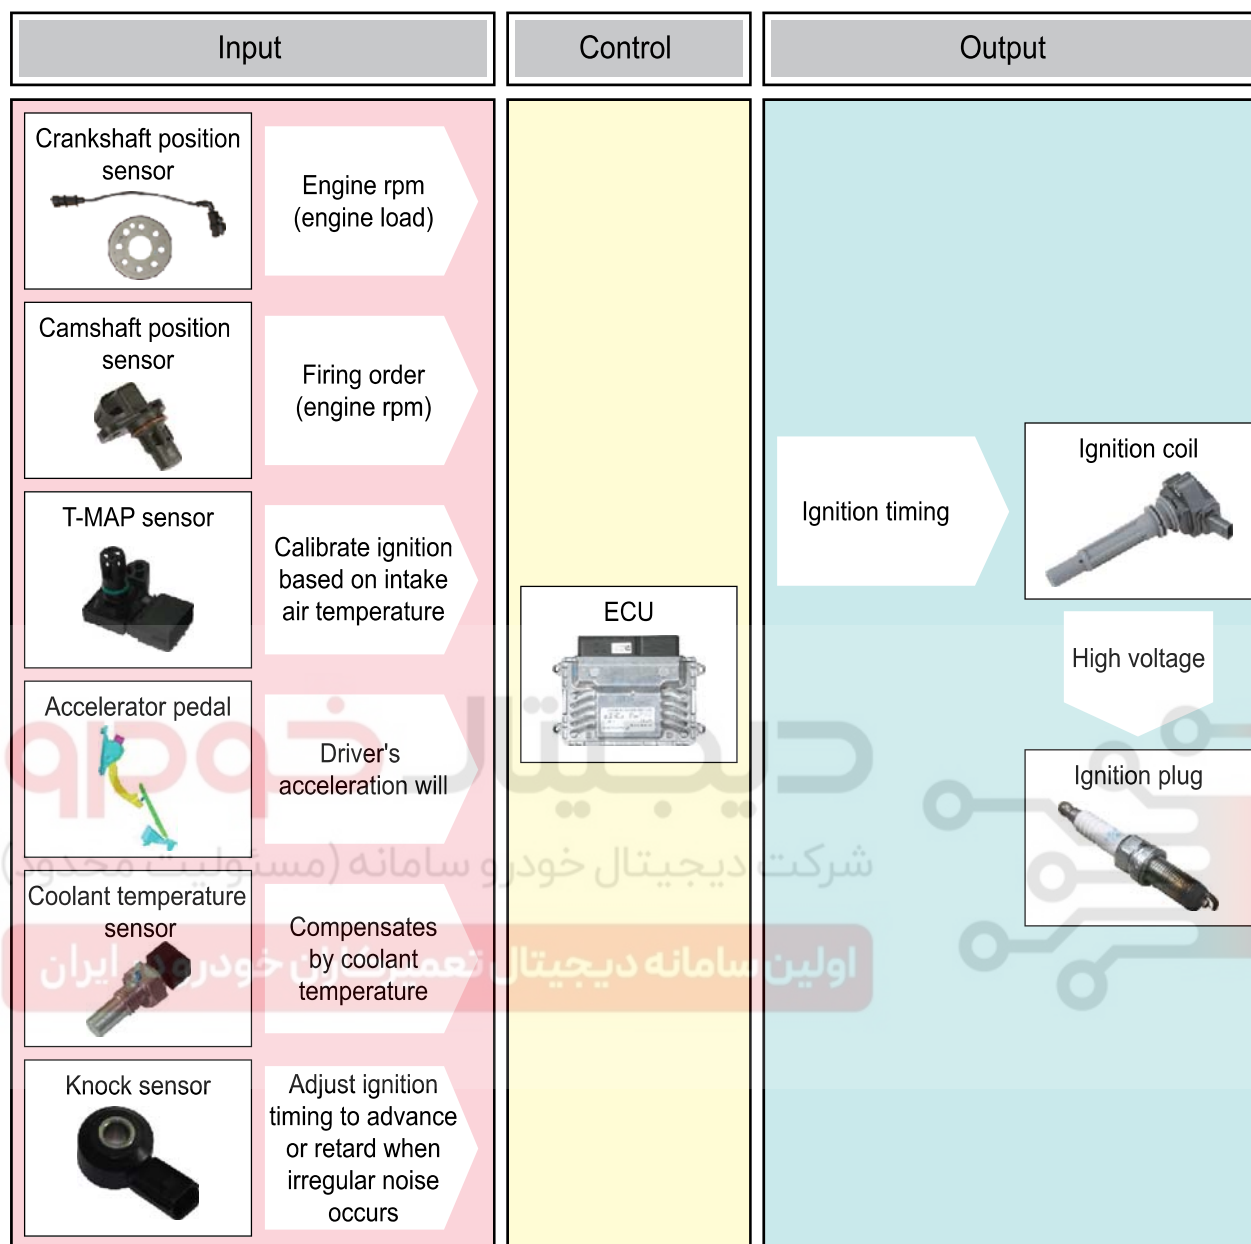 Input
Control
Output
Crankshaft position
sensor
Engine rpm
(engine load)
Camshaft position
sensor
Firing order
(engine rpm)
T-MAP sensor
Calibrate ignition
based on intake
air temperature
Accelerator pedal
Driver's
acceleration will
Coolant temperature
sensor
Compensates
by coolant
temperature
Knock sensor
Adjust ignition
timing to advance
or retard when
irregular noise
occurs
ECU
Ignition timing
Ignition coil
High voltage
Ignition plug
دیجیتال خودرو
شرکت دیجیتال خودرو سامانه (مسئولیت محدود)
اولین سامانه دیجیتال تعمیرکاران خودرو در ایران